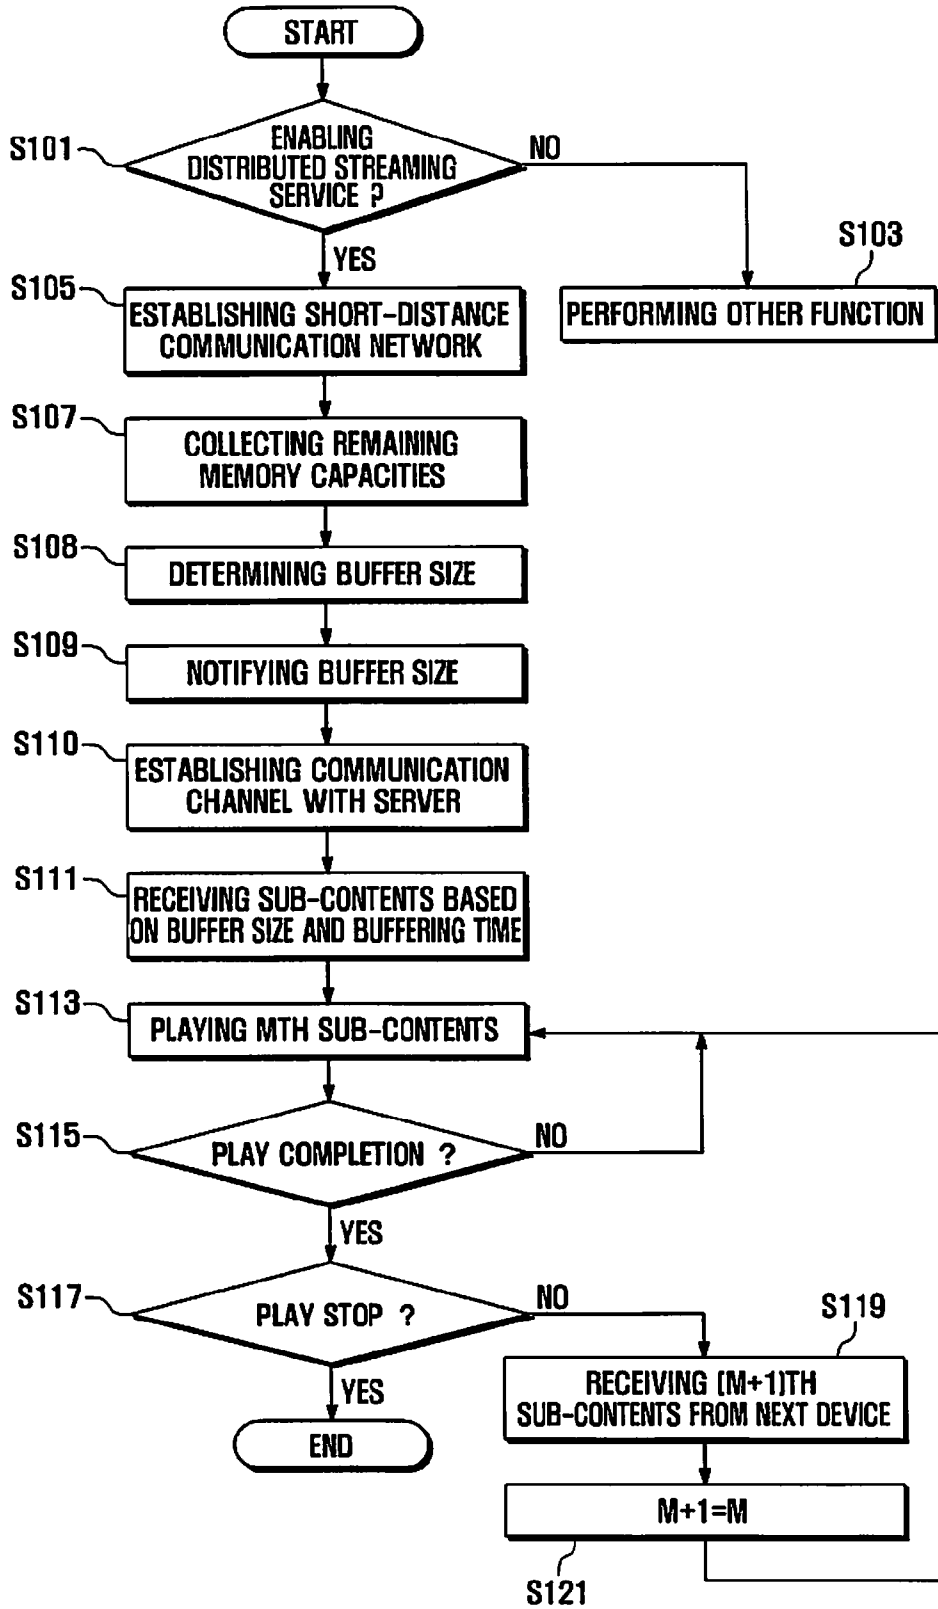 START
S101
ENABLING
DISTRIBUTED STREAMING
SERVICE ?
NO
YES
S103
PERFORMING OTHER FUNCTION
S105
ESTABLISHING SHORT-DISTANCE
COMMUNICATION NETWORK
S107
COLLECTING REMAINING
MEMORY CAPACITIES
S108
DETERMINING BUFFER SIZE
S109
NOTIFYING BUFFER SIZE
S110
ESTABLISHING COMMUNICATION
CHANNEL WITH SERVER
S111
RECEIVING SUB-CONTENTS BASED
ON BUFFER SIZE AND BUFFERING TIME
S113
PLAYING MTH SUB-CONTENTS
S115
PLAY COMPLETION ?
NO
YES
S117
PLAY STOP ?
NO
YES
END
S119
RECEIVING (M+1)TH
SUB-CONTENTS FROM NEXT DEVICE
M+1=M
S121